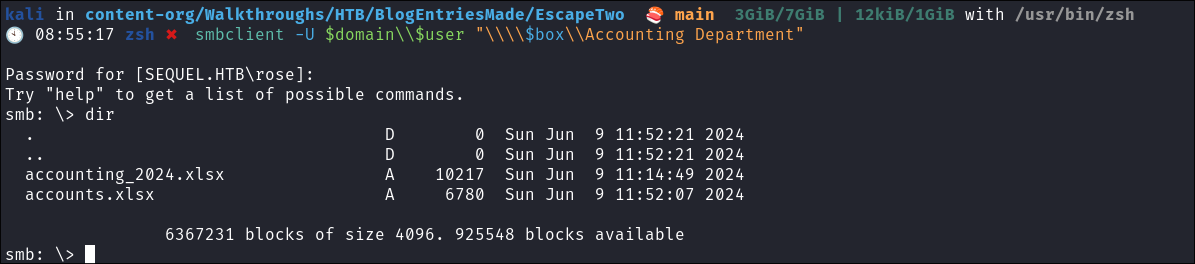 kali in content-org/Walkthroughs/HTB/BlogEntriesMade/EscapeTwo 🍣 main 3GiB/7GiB | 12kiB/1GiB with /usr/bin/zsh
🕙 08:55:17 zsh ✖ smbclient -U $domain\\$user "\\\\$box\\Accounting Department"
Password for [SEQUEL.HTB\rose]:
Try "help" to get a list of possible commands.
smb: \> dir
  .                                   D        0  Sun Jun  9 11:52:21 2024
  ..                                  D        0  Sun Jun  9 11:52:21 2024
  accounting_2024.xlsx                A    10217  Sun Jun  9 11:14:49 2024
  accounts.xlsx                       A     6780  Sun Jun  9 11:52:07 2024
                6367231 blocks of size 4096. 925548 blocks available
smb: \>